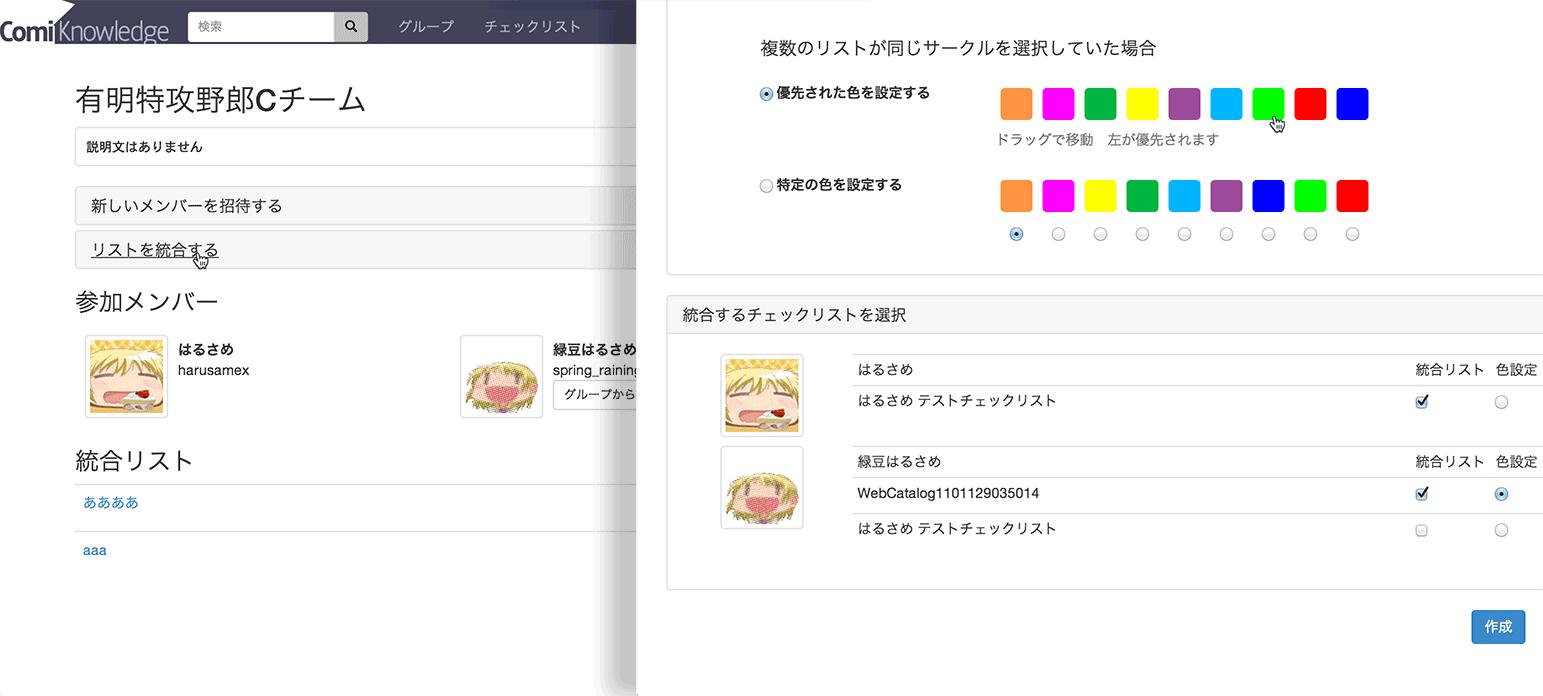 ComiKnowledge
検索
グループ
チェックリスト
有明特攻野郎Cチーム
説明文はありません
新しいメンバーを招待する
リストを統合する
参加メンバー
はるさめ
harusamex
緑豆はるさめ
spring_raining
グループから
統合リスト
ああああ
aaa
複数のリストが同じサークルを選択していた場合
優先された色を設定する
ドラッグで移動 左が優先されます
特定の色を設定する
統合するチェックリストを選択
はるさめ 統合リスト 色設定
はるさめ テストチェックリスト
緑豆はるさめ 統合リスト 色設定
WebCatalog1101129035014
はるさめ テストチェックリスト
作成